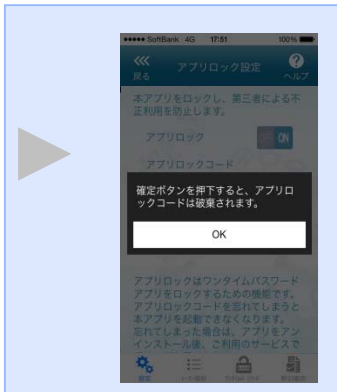 ●●●●● SoftBank 4G 17:51 100%
戻る アプリロック設定 ? ヘルプ
本アプリをロックし、第三者による不
正利用を防止します。
アプリロック ON
アプリロックコード
確定ボタンを押下すると、アプリロ
ックコードは破棄されます。
OK
アプリロックはワンタイムパスワード
アプリをロックするための機能です。
アプリロックコードを忘れてしまうと
本アプリを起動できなくなります。
忘れてしまった場合は、アプリをアン
インストール後、ご利用のサービスで
設定